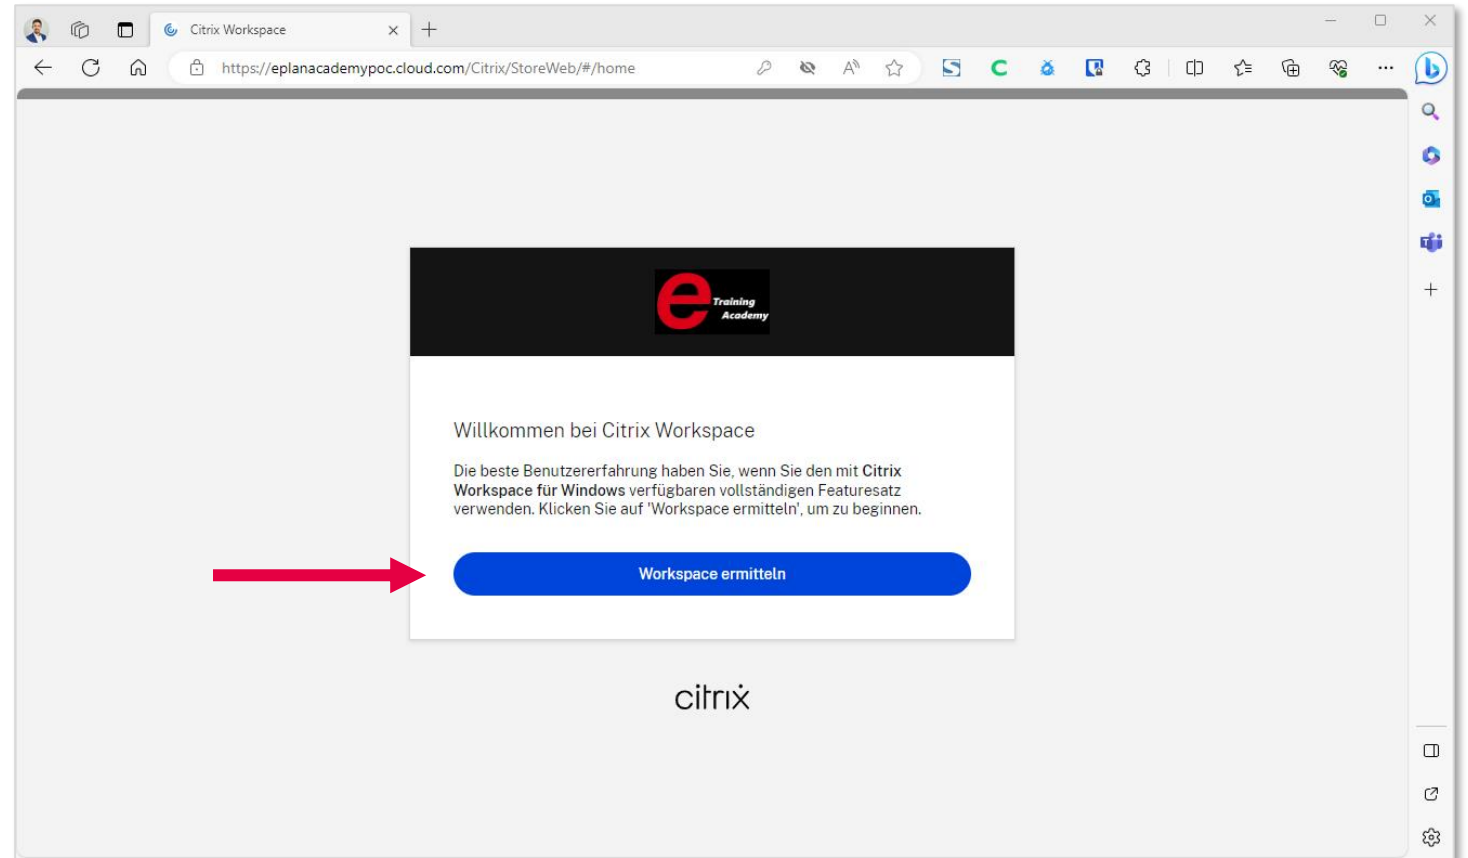 Citrix Workspace
https://eplanacademypoc.cloud.com/Citrix/StoreWeb/#/home
e Training
Academy
Willkommen bei Citrix Workspace
Die beste Benutzererfahrung haben Sie, wenn Sie den mit Citrix
Workspace für Windows verfügbaren vollständigen Featuresatz
verwenden. Klicken Sie auf 'Workspace ermitteln', um zu beginnen.
Workspace ermitteln
citrix